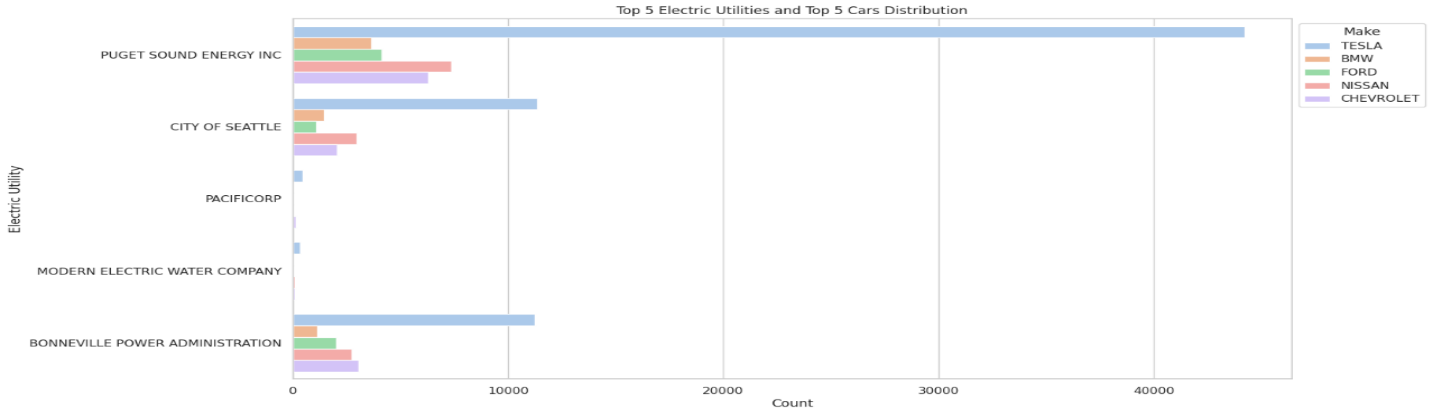 Top 5 Electric Utilities and Top 5 Cars Distribution
Make
TESLA
BMW
FORD
NISSAN
CHEVROLET
Electric Utility
PUGET SOUND ENERGY INC
CITY OF SEATTLE
PACIFICORP
MODERN ELECTRIC WATER COMPANY
BONNEVILLE POWER ADMINISTRATION
0 10000 20000 30000 40000
Count